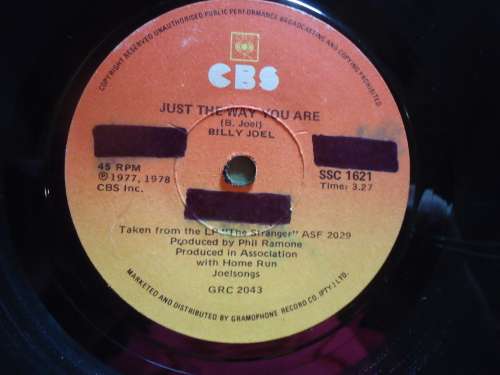 COPYRIGHT RESERVED UNAUTHORISED PUBLIC PERFORMANCE BROADCASTING AND COPYING PROHIBITED
CBS
JUST THE WAY YOU ARE
(B. Joel)
BILLY JOEL
45 RPM
℗ 1977, 1978
CBS Inc.
SSC 1621
Time: 3.27
Taken from the LP "The Stranger" ASF 2029
Produced by Phil Ramone
Produced in Association
with Home Run
Joelsongs
GRC 2043
MARKETED AND DISTRIBUTED BY GRAMOPHONE RECORD CO. (PTY.) LTD.